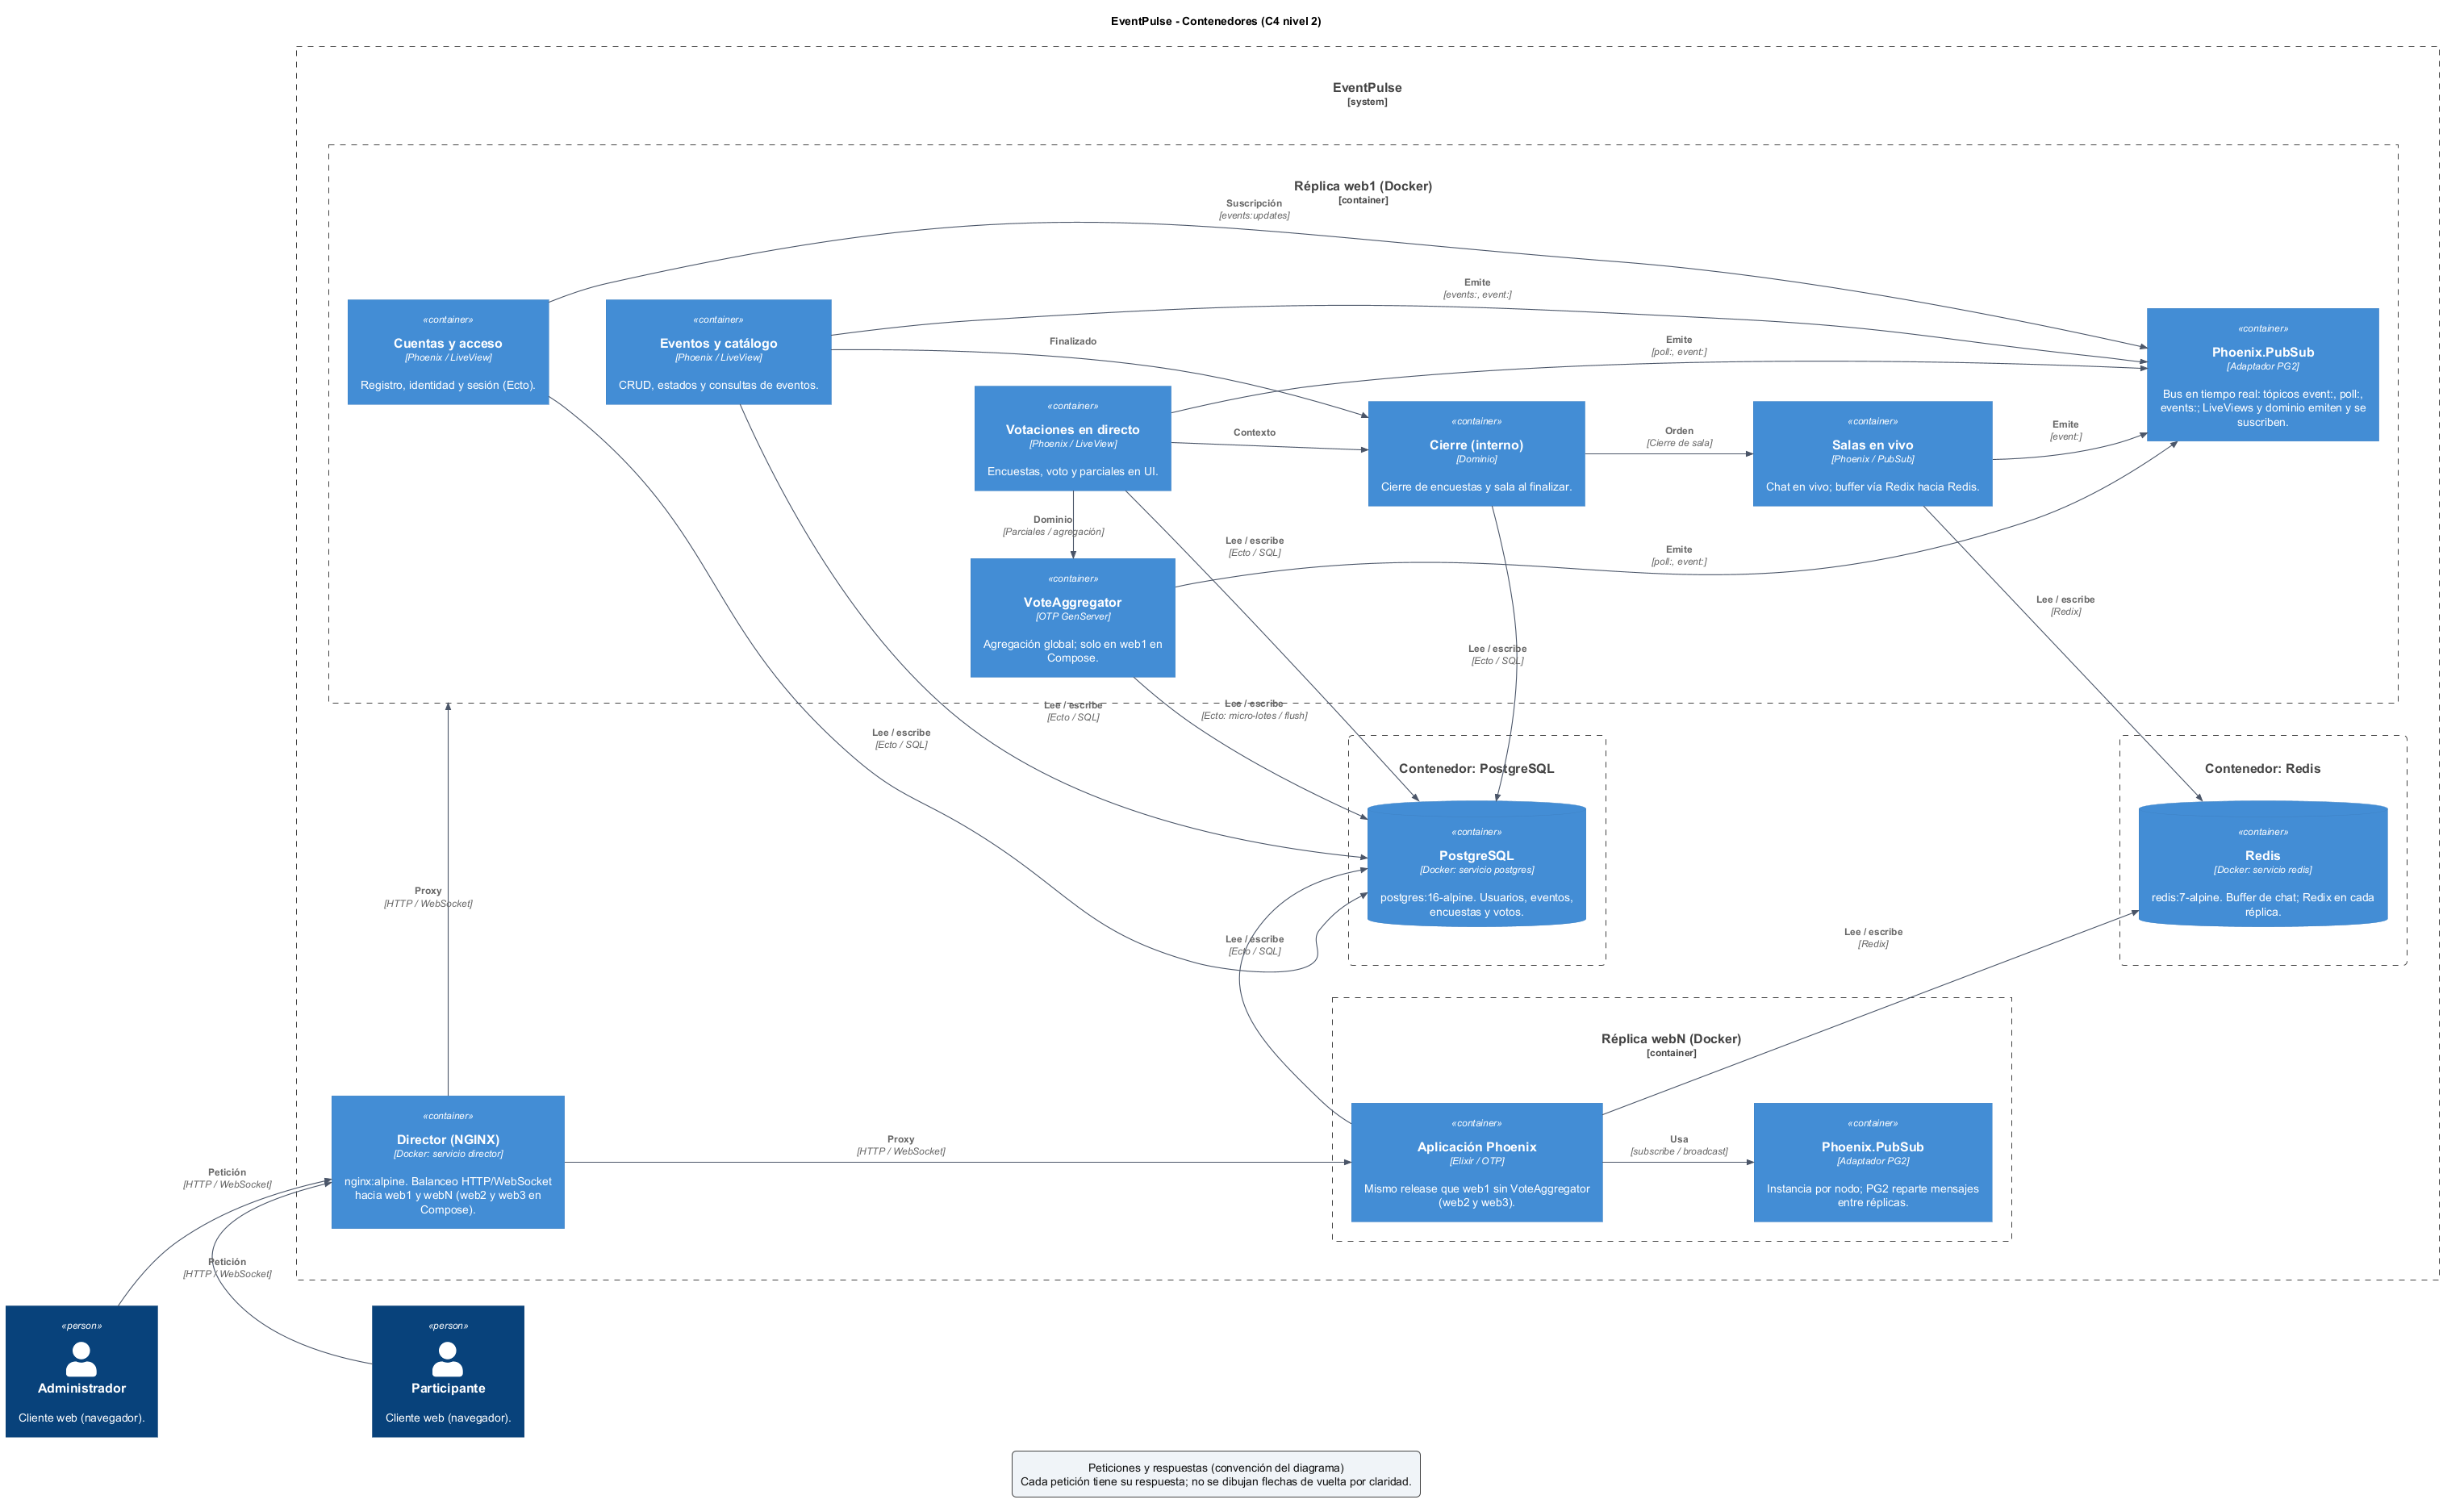 EventPulse - Contenedores (C4 nivel 2)
EventPulse
[system]
Réplica web1 (Docker)
[container]
Suscripción
[events:updates]
Emite
[events:, event:]
Finalizado
Emite
[poll:, event:]
«container»
Cuentas y acceso
[Phoenix / LiveView]
Registro, identidad y sesión (Ecto).
«container»
Eventos y catálogo
[Phoenix / LiveView]
CRUD, estados y consultas de eventos.
«container»
Phoenix.PubSub
[Adaptador PG2]
Bus en tiempo real: tópicos event:, poll:,
events:; LiveViews y dominio emiten y se
suscriben.
«container»
Votaciones en directo
[Phoenix / LiveView]
Encuestas, voto y parciales en UI.
Contexto
«container»
Cierre (interno)
[Dominio]
Cierre de encuestas y sala al finalizar.
Orden
[Cierre de sala]
«container»
Salas en vivo
[Phoenix / PubSub]
Chat en vivo; buffer vía Redix hacia Redis.
Emite
[event:]
Dominio
[Parciales / agregación]
Lee / escribe
[Ecto / SQL]
Emite
[poll:, event:]
«container»
VoteAggregator
[OTP GenServer]
Agregación global; solo en web1 en
Compose.
Lee / escribe
[Redix]
Lee / escribe
[Ecto / SQL]
Lee / escribe
[Ecto / SQL]
Lee / escribe
[Ecto: micro-lotes / flush]
Lee / escribe
[Ecto / SQL]
Contenedor: PostgreSQL
«container»
PostgreSQL
[Docker: servicio postgres]
postgres:16-alpine. Usuarios, eventos,
encuestas y votos.
Contenedor: Redis
«container»
Redis
[Docker: servicio redis]
redis:7-alpine. Buffer de chat; Redix en cada
réplica.
Proxy
[HTTP / WebSocket]
Lee / escribe
[Ecto / SQL]
Lee / escribe
[Redix]
Réplica webN (Docker)
[container]
«container»
Director (NGINX)
[Docker: servicio director]
nginx:alpine. Balanceo HTTP/WebSocket
hacia web1 y webN (web2 y web3 en
Compose).
Proxy
[HTTP / WebSocket]
«container»
Aplicación Phoenix
[Elixir / OTP]
Mismo release que web1 sin VoteAggregator
(web2 y web3).
Usa
[subscribe / broadcast]
«container»
Phoenix.PubSub
[Adaptador PG2]
Instancia por nodo; PG2 reparte mensajes
entre réplicas.
Petición
[HTTP / WebSocket]
Petición
[HTTP / WebSocket]
«person»
Administrador
Cliente web (navegador).
«person»
Participante
Cliente web (navegador).
Peticiones y respuestas (convención del diagrama)
Cada petición tiene su respuesta; no se dibujan flechas de vuelta por claridad.